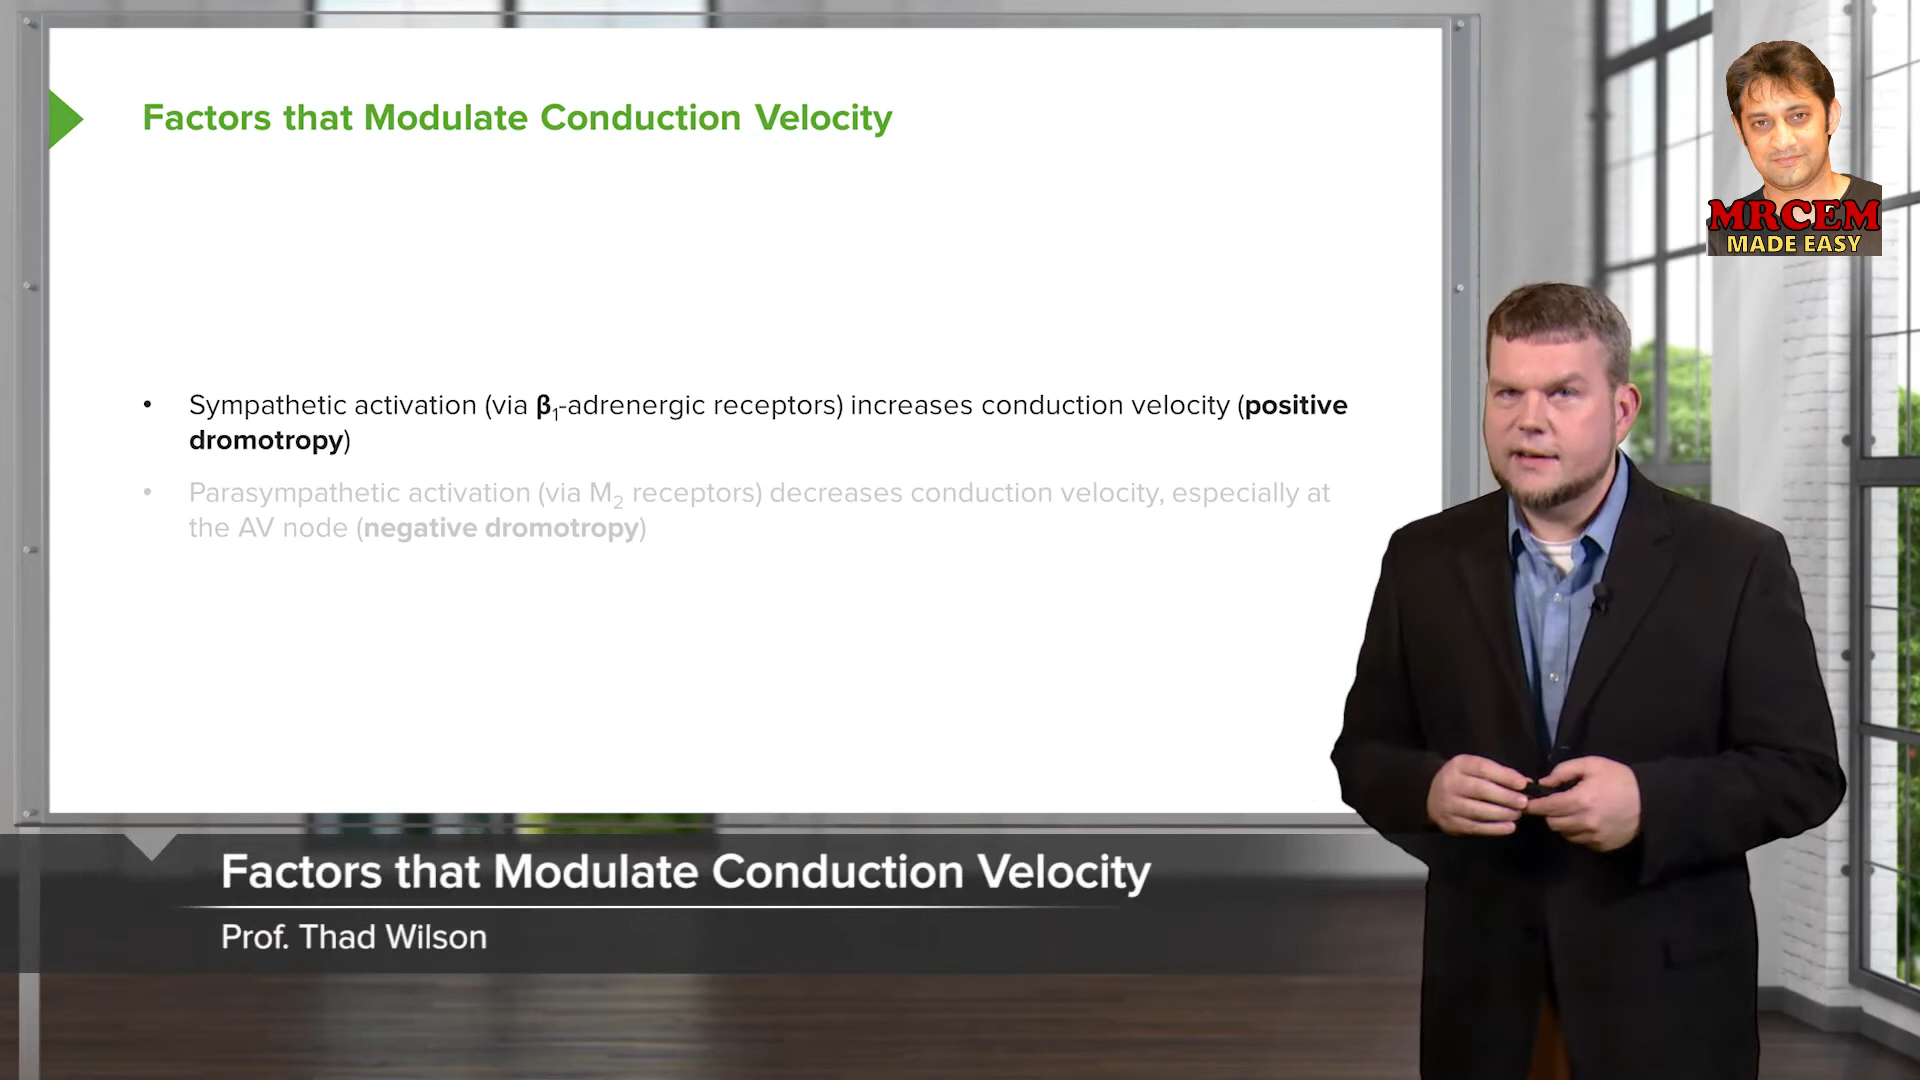 Factors that Modulate Conduction Velocity
MRCEM
MADE EASY
• Sympathetic activation (via β₁-adrenergic receptors) increases conduction velocity (positive
dromotropy)
• Parasympathetic activation (via M₂ receptors) decreases conduction velocity, especially at
the AV node (negative dromotropy)
Factors that Modulate Conduction Velocity
Prof. Thad Wilson